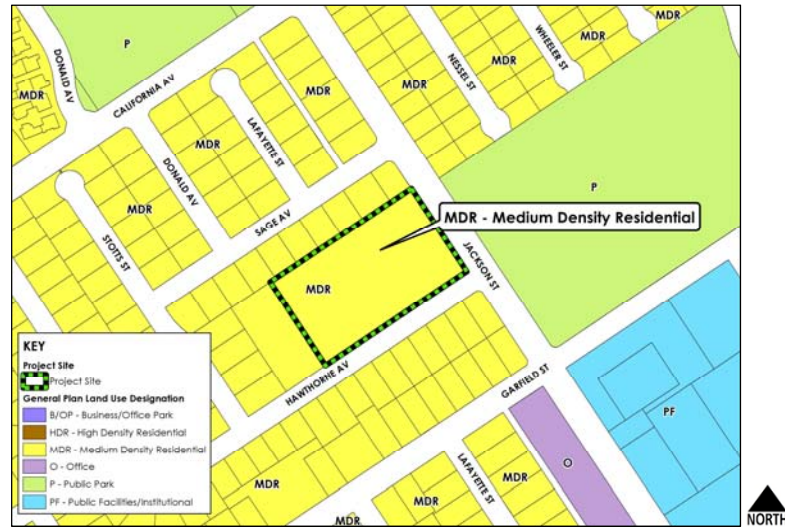 P
MDR
DONALD AV
CALIFORNIA AV
MDR
MDR
NESSEL ST
MDR
WHEELER ST
MDR
MDR
LAFAYETTE ST
MDR
DONALD AV
MDR
P
SAGE AV
MDR - Medium Density Residential
STOTTS ST
JACKSON ST
MDR
KEY
Project Site
Project Site
General Plan Land Use Designation
B/OP - Business/Office Park
HDR - High Density Residential
MDR - Medium Density Residential
O - Office
P - Public Park
PF - Public Facilities/Institutional
HAWTHORNE AV
GARFIELD ST
PF
O
LAFAYETTE ST
MDR
MDR
MDR
MDR
NORTH